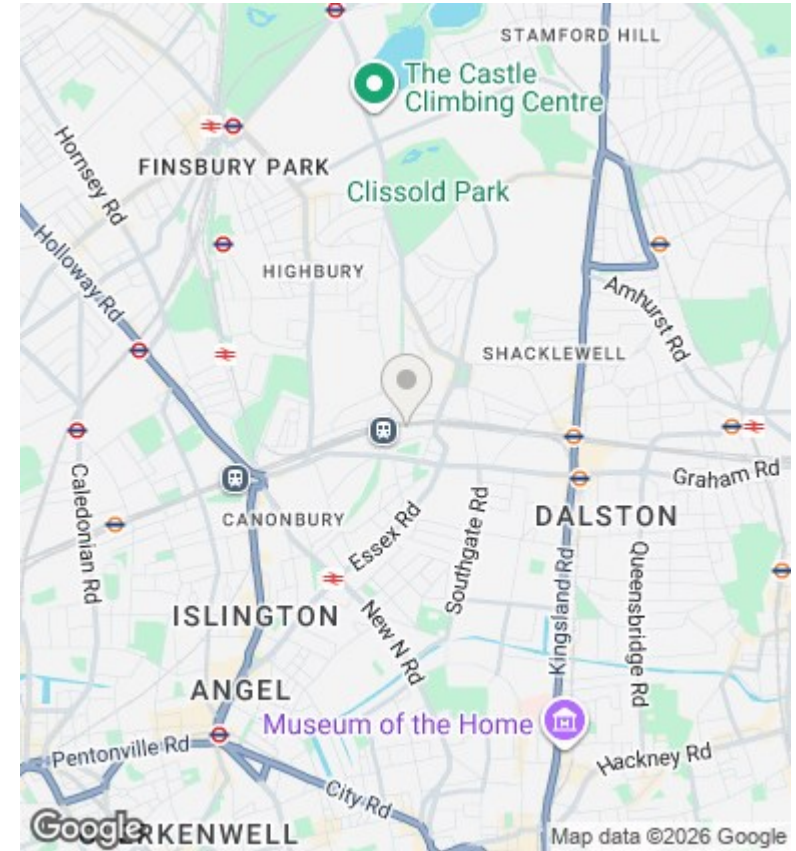 STAMFORD HILL
The Castle
Climbing Centre
FINSBURY PARK
Hornsey Rd
Clissold Park
Holloway Rd
HIGHBURY
Amhurst Rd
SHACKLEWELL
Caledonian Rd
Graham Rd
CANONBURY
Essex Rd
Southgate Rd
DALSTON
Kingsland Rd
Queensbridge Rd
ISLINGTON
New N Rd
ANGEL
Museum of the Home
Pentonville Rd
City Rd
Hackney Rd
Google
ERKENWELL
Map data ©2026 Google